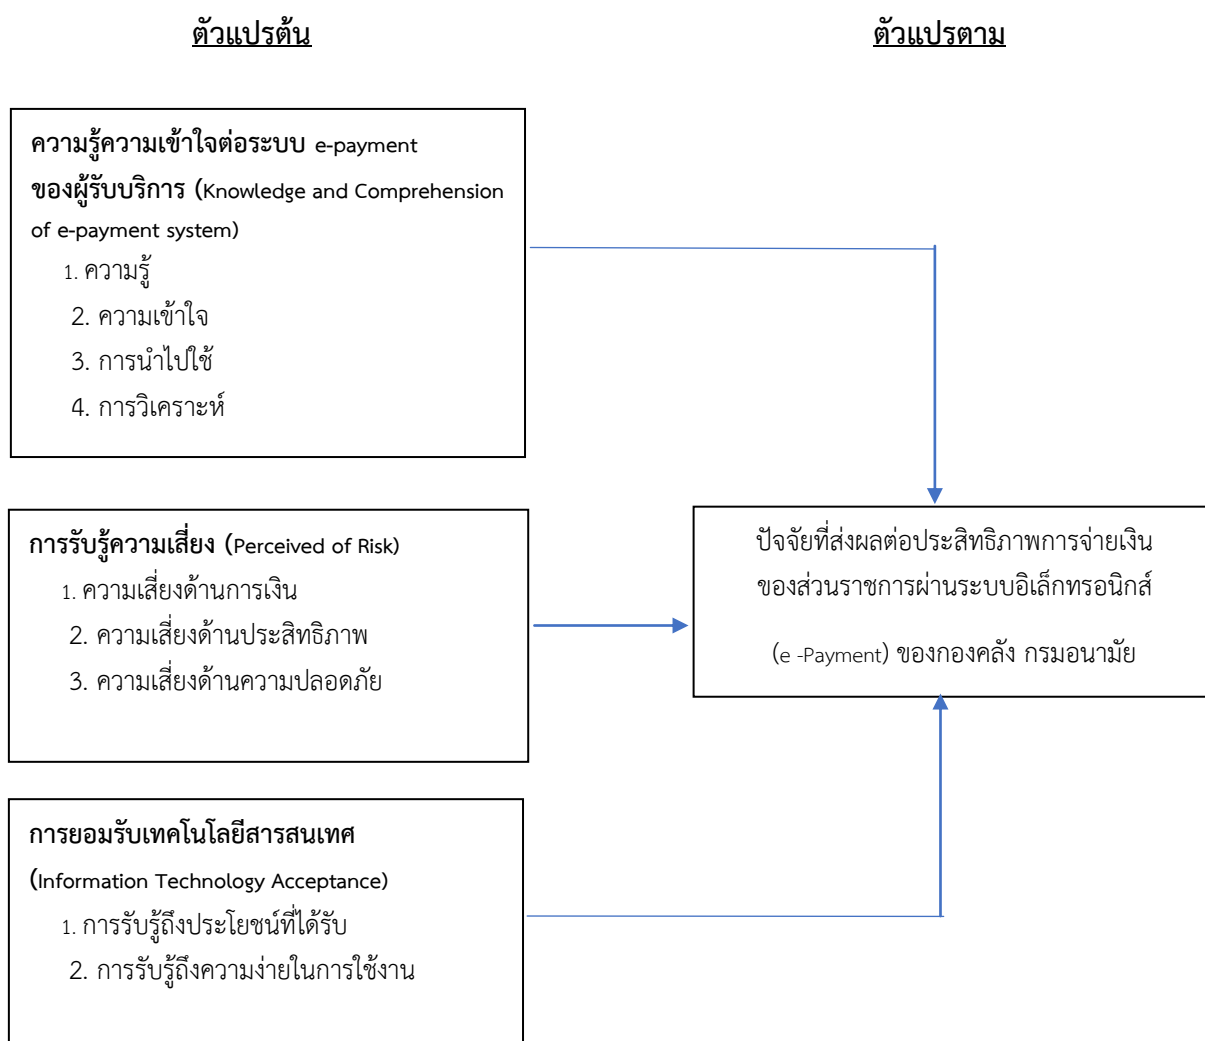 ตัวแปรต้น
ตัวแปรตาม
ความรู้ความเข้าใจต่อระบบ e-payment
ของผู้รับบริการ (Knowledge and Comprehension
of e-payment system)
1. ความรู้
2. ความเข้าใจ
3. การนำไปใช้
4. การวิเคราะห์
การรับรู้ความเสี่ยง (Perceived of Risk)
1. ความเสี่ยงด้านการเงิน
2. ความเสี่ยงด้านประสิทธิภาพ
3. ความเสี่ยงด้านความปลอดภัย
ปัจจัยที่ส่งผลต่อประสิทธิภาพการจ่ายเงิน
ของส่วนราชการผ่านระบบอิเล็กทรอนิกส์
(e -Payment) ของกองคลัง กรมอนามัย
การยอมรับเทคโนโลยีสารสนเทศ
(Information Technology Acceptance)
1. การรับรู้ถึงประโยชน์ที่ได้รับ
2. การรับรู้ถึงความง่ายในการใช้งาน